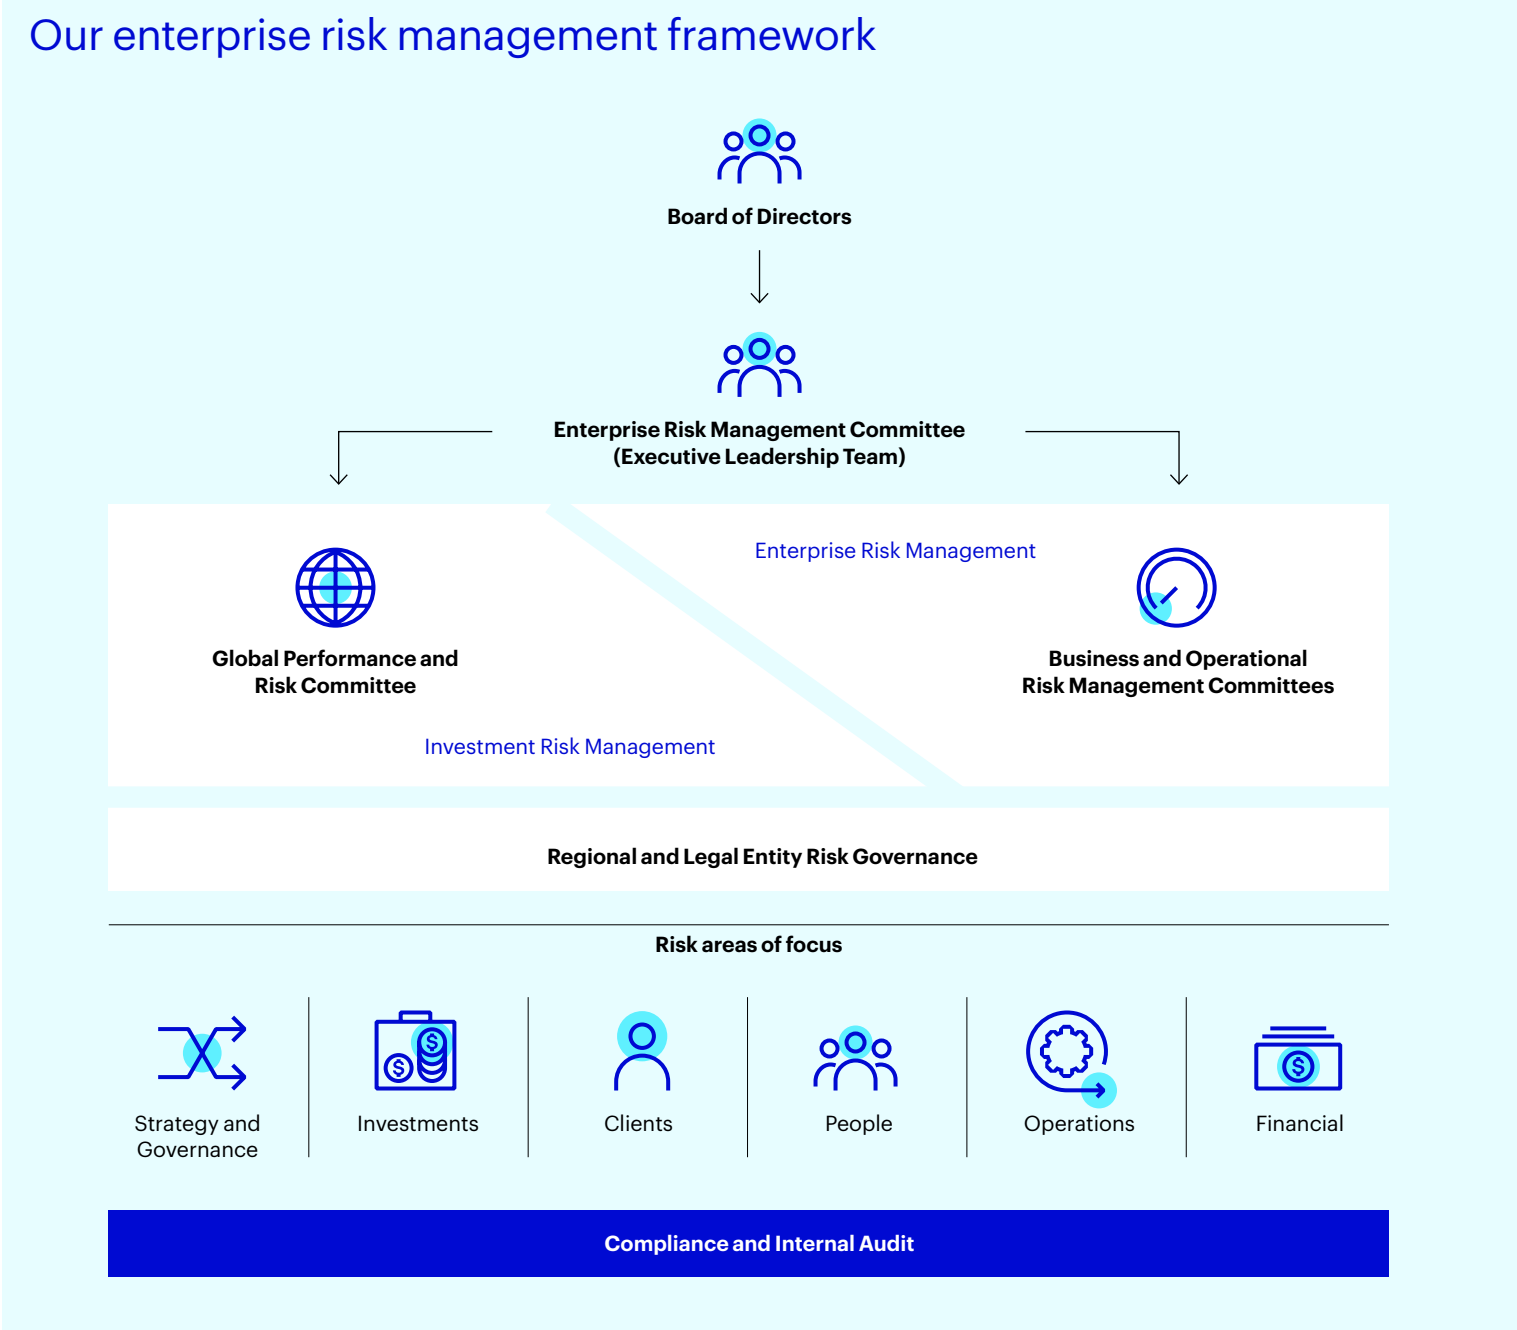 Our enterprise risk management framework
Board of Directors
Enterprise Risk Management Committee
(Executive Leadership Team)
Enterprise Risk Management
Global Performance and
Risk Committee
Business and Operational
Risk Management Committees
Investment Risk Management
Regional and Legal Entity Risk Governance
Risk areas of focus
$
$
$
Strategy and
Governance
Investments
Clients
People
Operations
Financial
Compliance and Internal Audit